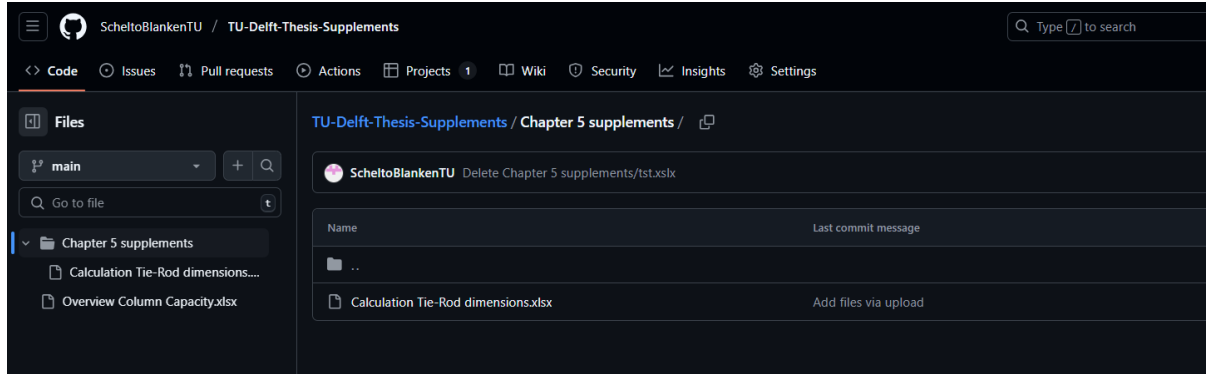 ScheltoBlankenTU / TU-Delft-Thesis-Supplements
Type / to search
<> Code Issues Pull requests Actions Projects 1 Wiki Security Insights Settings
Files
main
Go to file t
Chapter 5 supplements
Calculation Tie-Rod dimensions....
Overview Column Capacity.xlsx
TU-Delft-Thesis-Supplements / Chapter 5 supplements /
ScheltoBlankenTU Delete Chapter 5 supplements/tst.xslx
Name Last commit message
..
Calculation Tie-Rod dimensions.xlsx Add files via upload